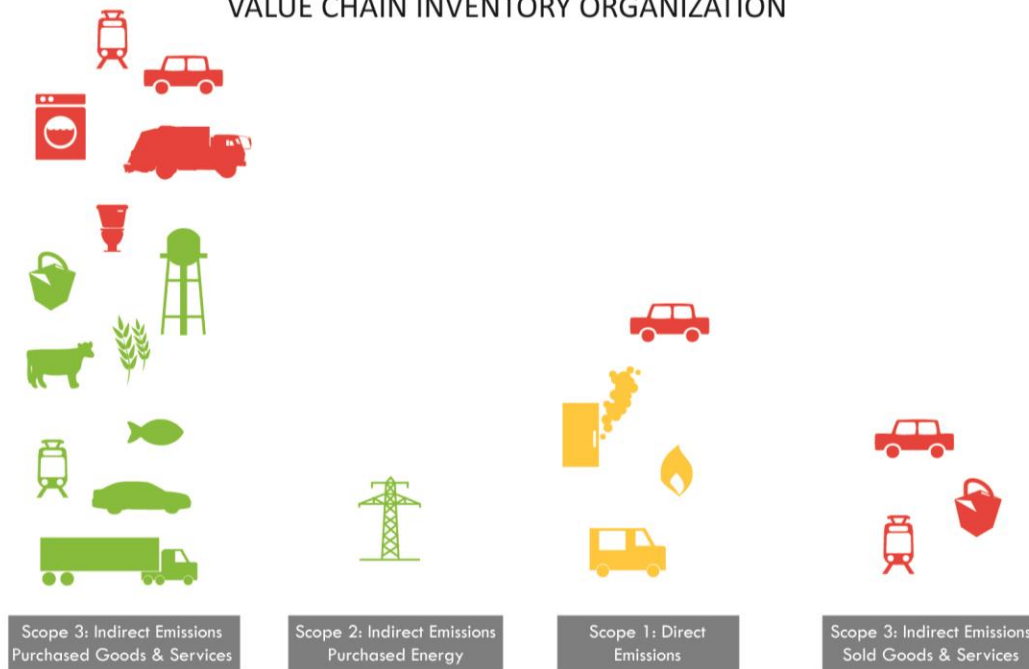 VALUE CHAIN INVENTORY ORGANIZATION
Scope 3: Indirect Emissions
Purchased Goods & Services
Scope 2: Indirect Emissions
Purchased Energy
Scope 1: Direct
Emissions
Scope 3: Indirect Emissions
Sold Goods & Services